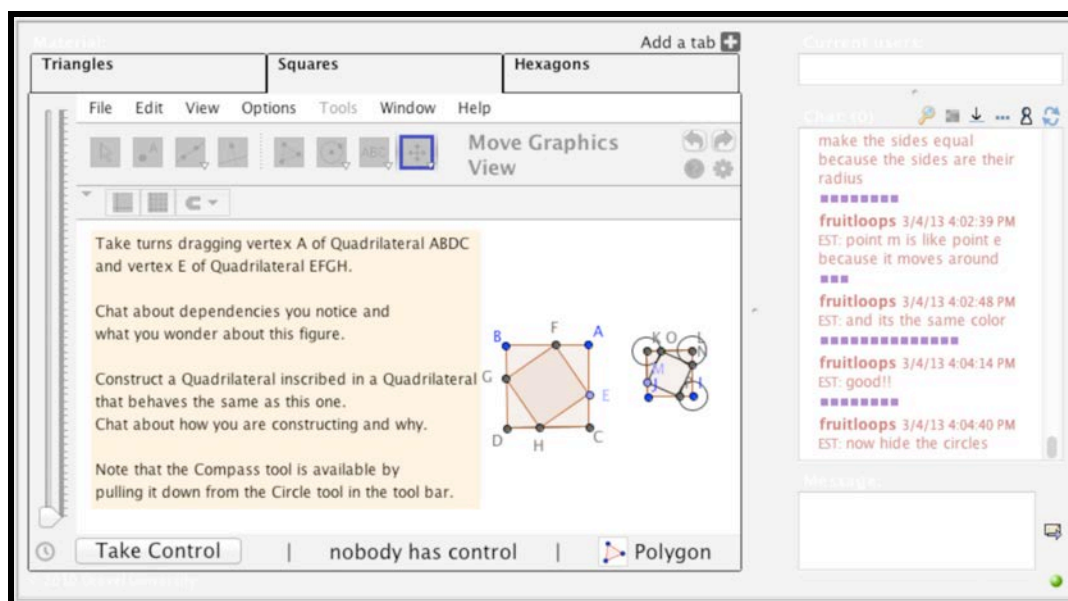 Material:
Add a tab
Triangles
Squares
Hexagons
File Edit View Options Tools Window Help
ABC
Move Graphics
View
Take turns dragging vertex A of Quadrilateral ABDC
and vertex E of Quadrilateral EFGH.
Chat about dependencies you notice and
what you wonder about this figure.
Construct a Quadrilateral inscribed in a Quadrilateral
that behaves the same as this one.
Chat about how you are constructing and why.
Note that the Compass tool is available by
pulling it down from the Circle tool in the tool bar.
B F A
G E
D H C
K O L
N
M
J P I
Take Control | nobody has control | Polygon
Current users:
Chat (0)
make the sides equal
because the sides are their
radius
fruitloops 3/4/13 4:02:39 PM
EST: point m is like point e
because it moves around
fruitloops 3/4/13 4:02:48 PM
EST: and its the same color
fruitloops 3/4/13 4:04:14 PM
EST: good!!
fruitloops 3/4/13 4:04:40 PM
EST: now hide the circles
Message: